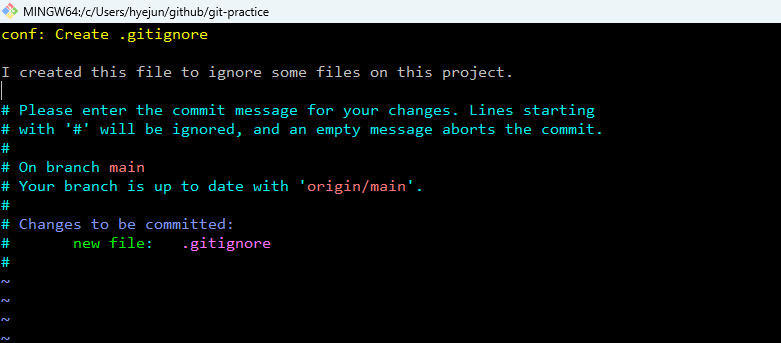 MINGW64:/c/Users/hyejun/github/git-practice
conf: Create .gitignore
I created this file to ignore some files on this project.
# Please enter the commit message for your changes. Lines starting
# with '#' will be ignored, and an empty message aborts the commit.
#
# On branch main
# Your branch is up to date with 'origin/main'.
#
# Changes to be committed:
#       new file:   .gitignore
#
~
~
~
~